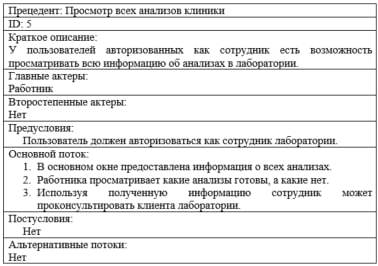 Прецедент: Просмотр всех анализов клиники
ID: 5
Краткое описание:
У пользователей авторизованных как сотрудник есть возможность
просматривать всю информацию об анализах в лаборатории.
Главные актеры:
Работник
Второстепенные актеры:
Нет
Предусловия:
Пользователь должен авторизоваться как сотрудник лаборатории.
Основной поток:
1. В основном окне предоставлена информация о всех анализах.
2. Работника просматривает какие анализы готовы, а какие нет.
3. Используя полученную информацию сотрудник может
проконсультировать клиента лаборатории.
Постусловия:
Нет
Альтернативные потоки:
Нет